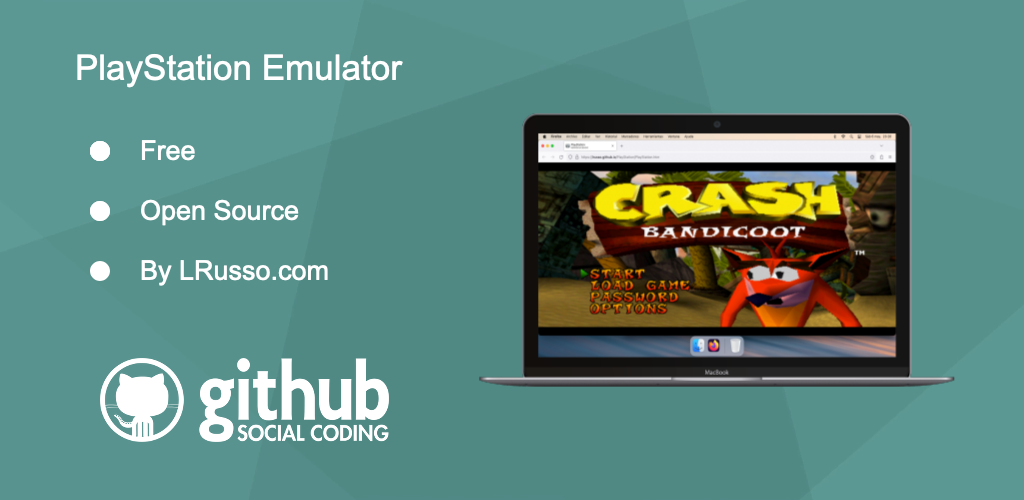 PlayStation Emulator
Free
Open Source
By LRusso.com
github
SOCIAL CODING
CRASH
BANDICOOT
TM
START
LOAD GAME
PASSWORD
OPTIONS
MacBook